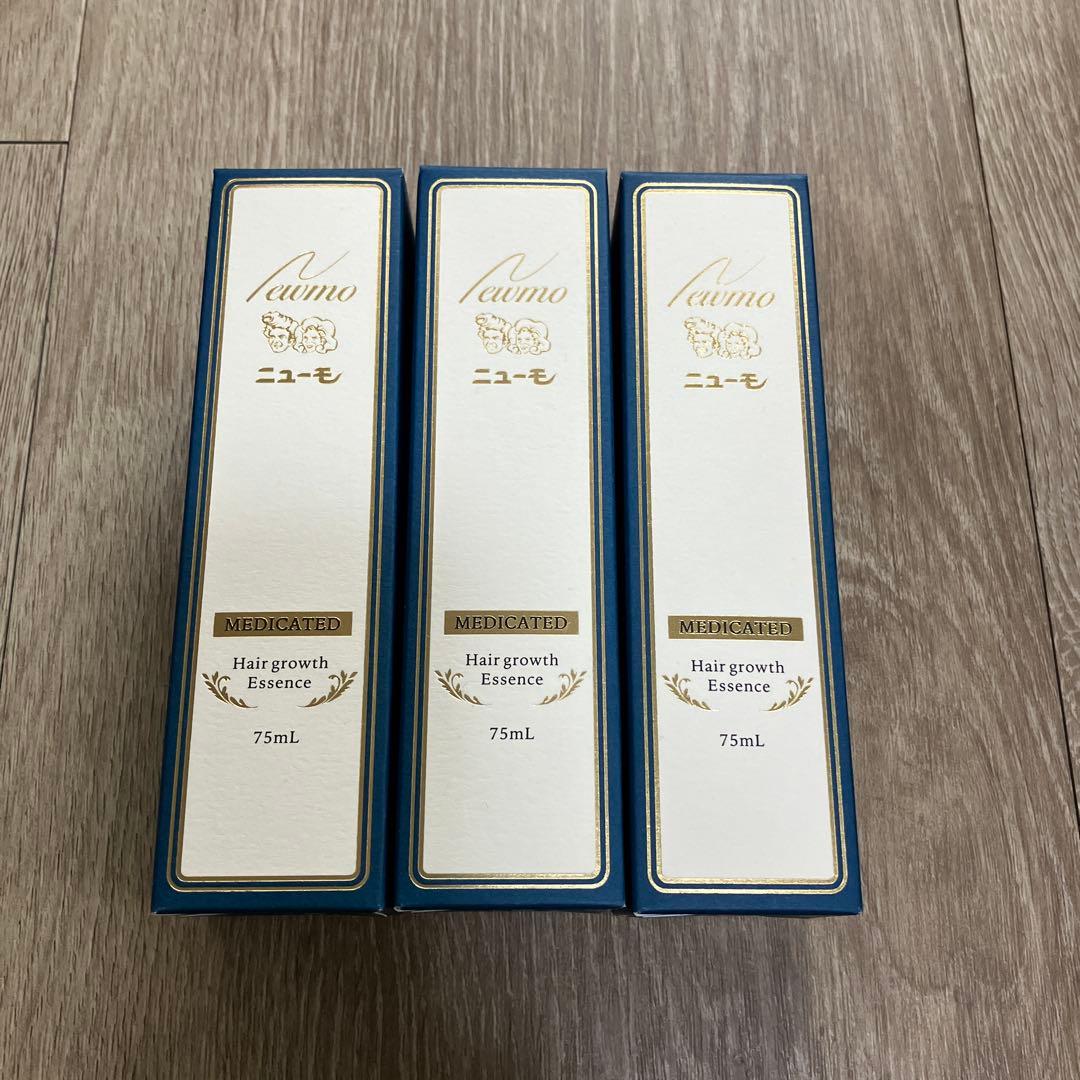 Newmo
ニューモ
MEDICATED
Hair growth
Essence
75mL
Newmo
ニューモ
MEDICATED
Hair growth
Essence
75mL
Newmo
ニューモ
MEDICATED
Hair growth
Essence
75mL